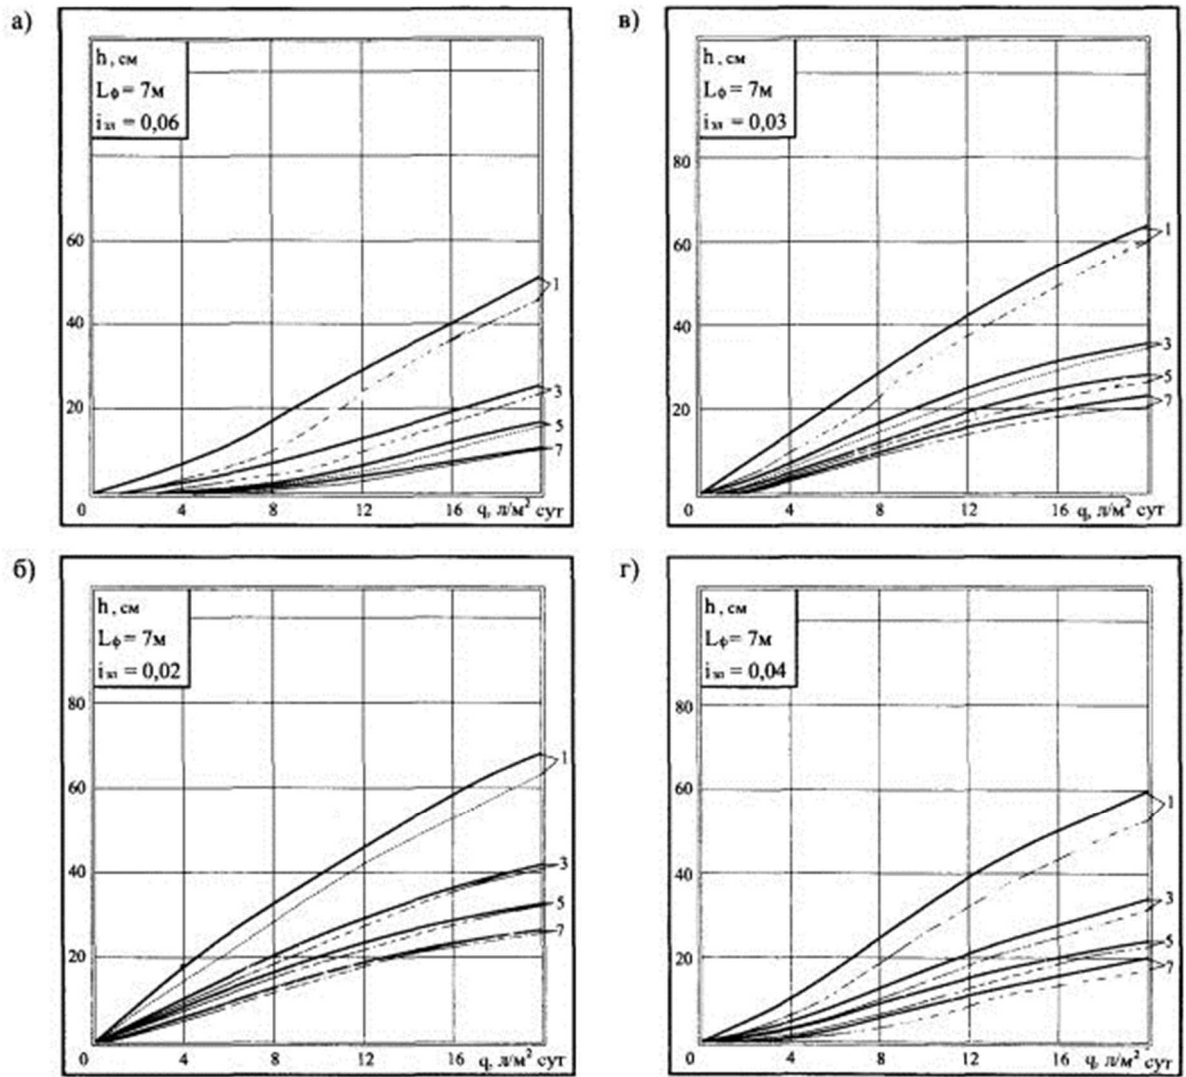 а)
h, см
Lф = 7м
iзл = 0,06
60
40
20
1
3
5
7
0 4 8 12 16 q, л/м² сут
в)
h, см
Lф = 7м
iзл = 0,03
80
60
40
20
1
3
5
7
0 4 8 12 16 q, л/м² сут
б)
h, см
Lф = 7м
iзл = 0,02
80
60
40
20
1
3
5
7
0 4 8 12 16 q, л/м² сут
г)
h, см
Lф = 7м
iзл = 0,04
80
60
40
20
1
3
5
7
0 4 8 12 16 q, л/м² сут